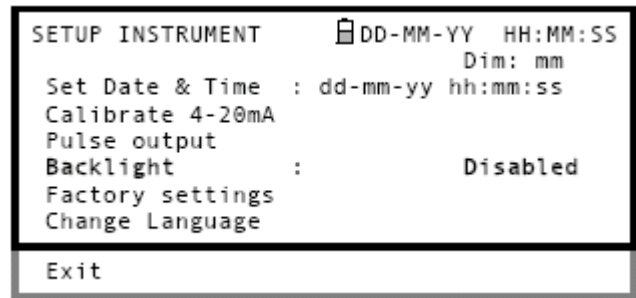 SETUP INSTRUMENT DD-MM-YY HH:MM:SS
Dim: mm
Set Date & Time : dd-mm-yy hh:mm:ss
Calibrate 4-20mA
Pulse output
Backlight : Disabled
Factory settings
Change Language
Exit